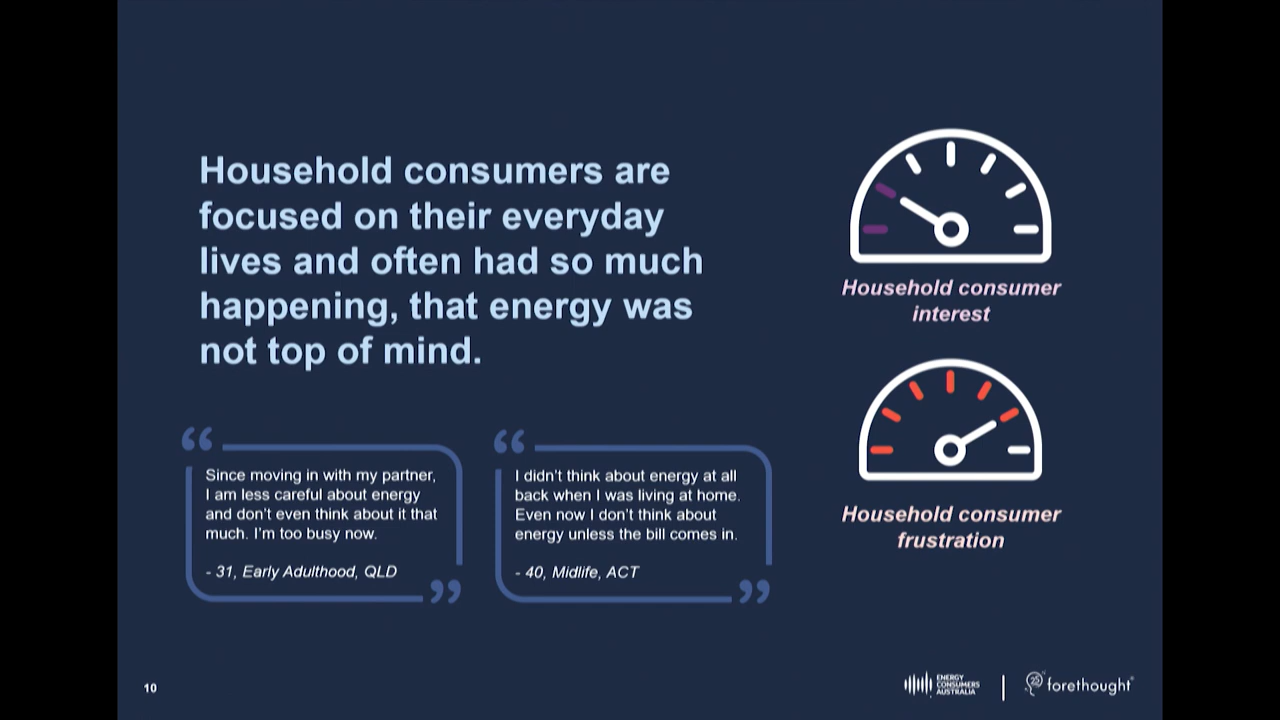 Household consumers are
focused on their everyday
lives and often had so much
happening, that energy was
not top of mind.
“
Since moving in with my partner,
I am less careful about energy
and don’t even think about it that
much. I’m too busy now.
- 31, Early Adulthood, QLD
”
“
I didn’t think about energy at all
back when I was living at home.
Even now I don’t think about
energy unless the bill comes in.
- 40, Midlife, ACT
”
Household consumer
interest
Household consumer
frustration
10
ENERGY
CONSUMERS
AUSTRALIA
25
forethought